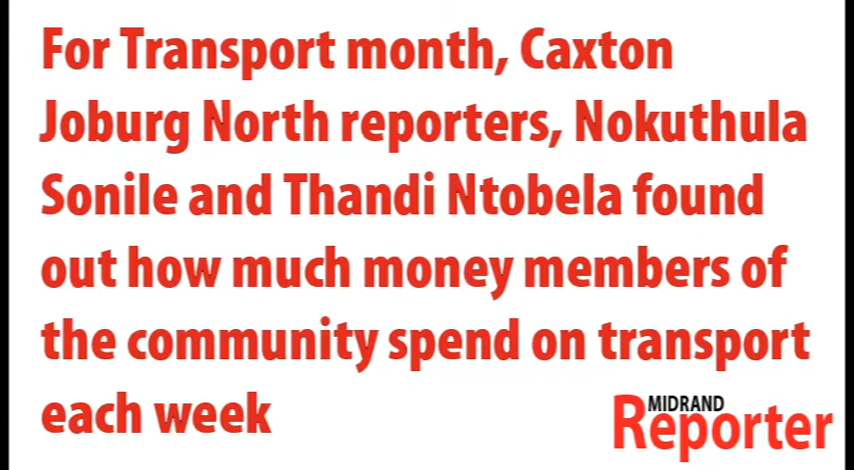 For Transport month, Caxton
Joburg North reporters, Nokuthula
Sonile and Thandi Ntobela found
out how much money members of
the community spend on transport
each week
MIDRAND
Reporter